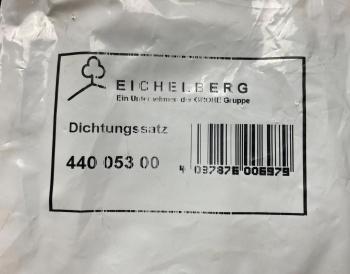 EICHELBERG
Ein Unternehmen der GROHE Gruppe
Dichtungssatz
440 053 00
4 037876 006979